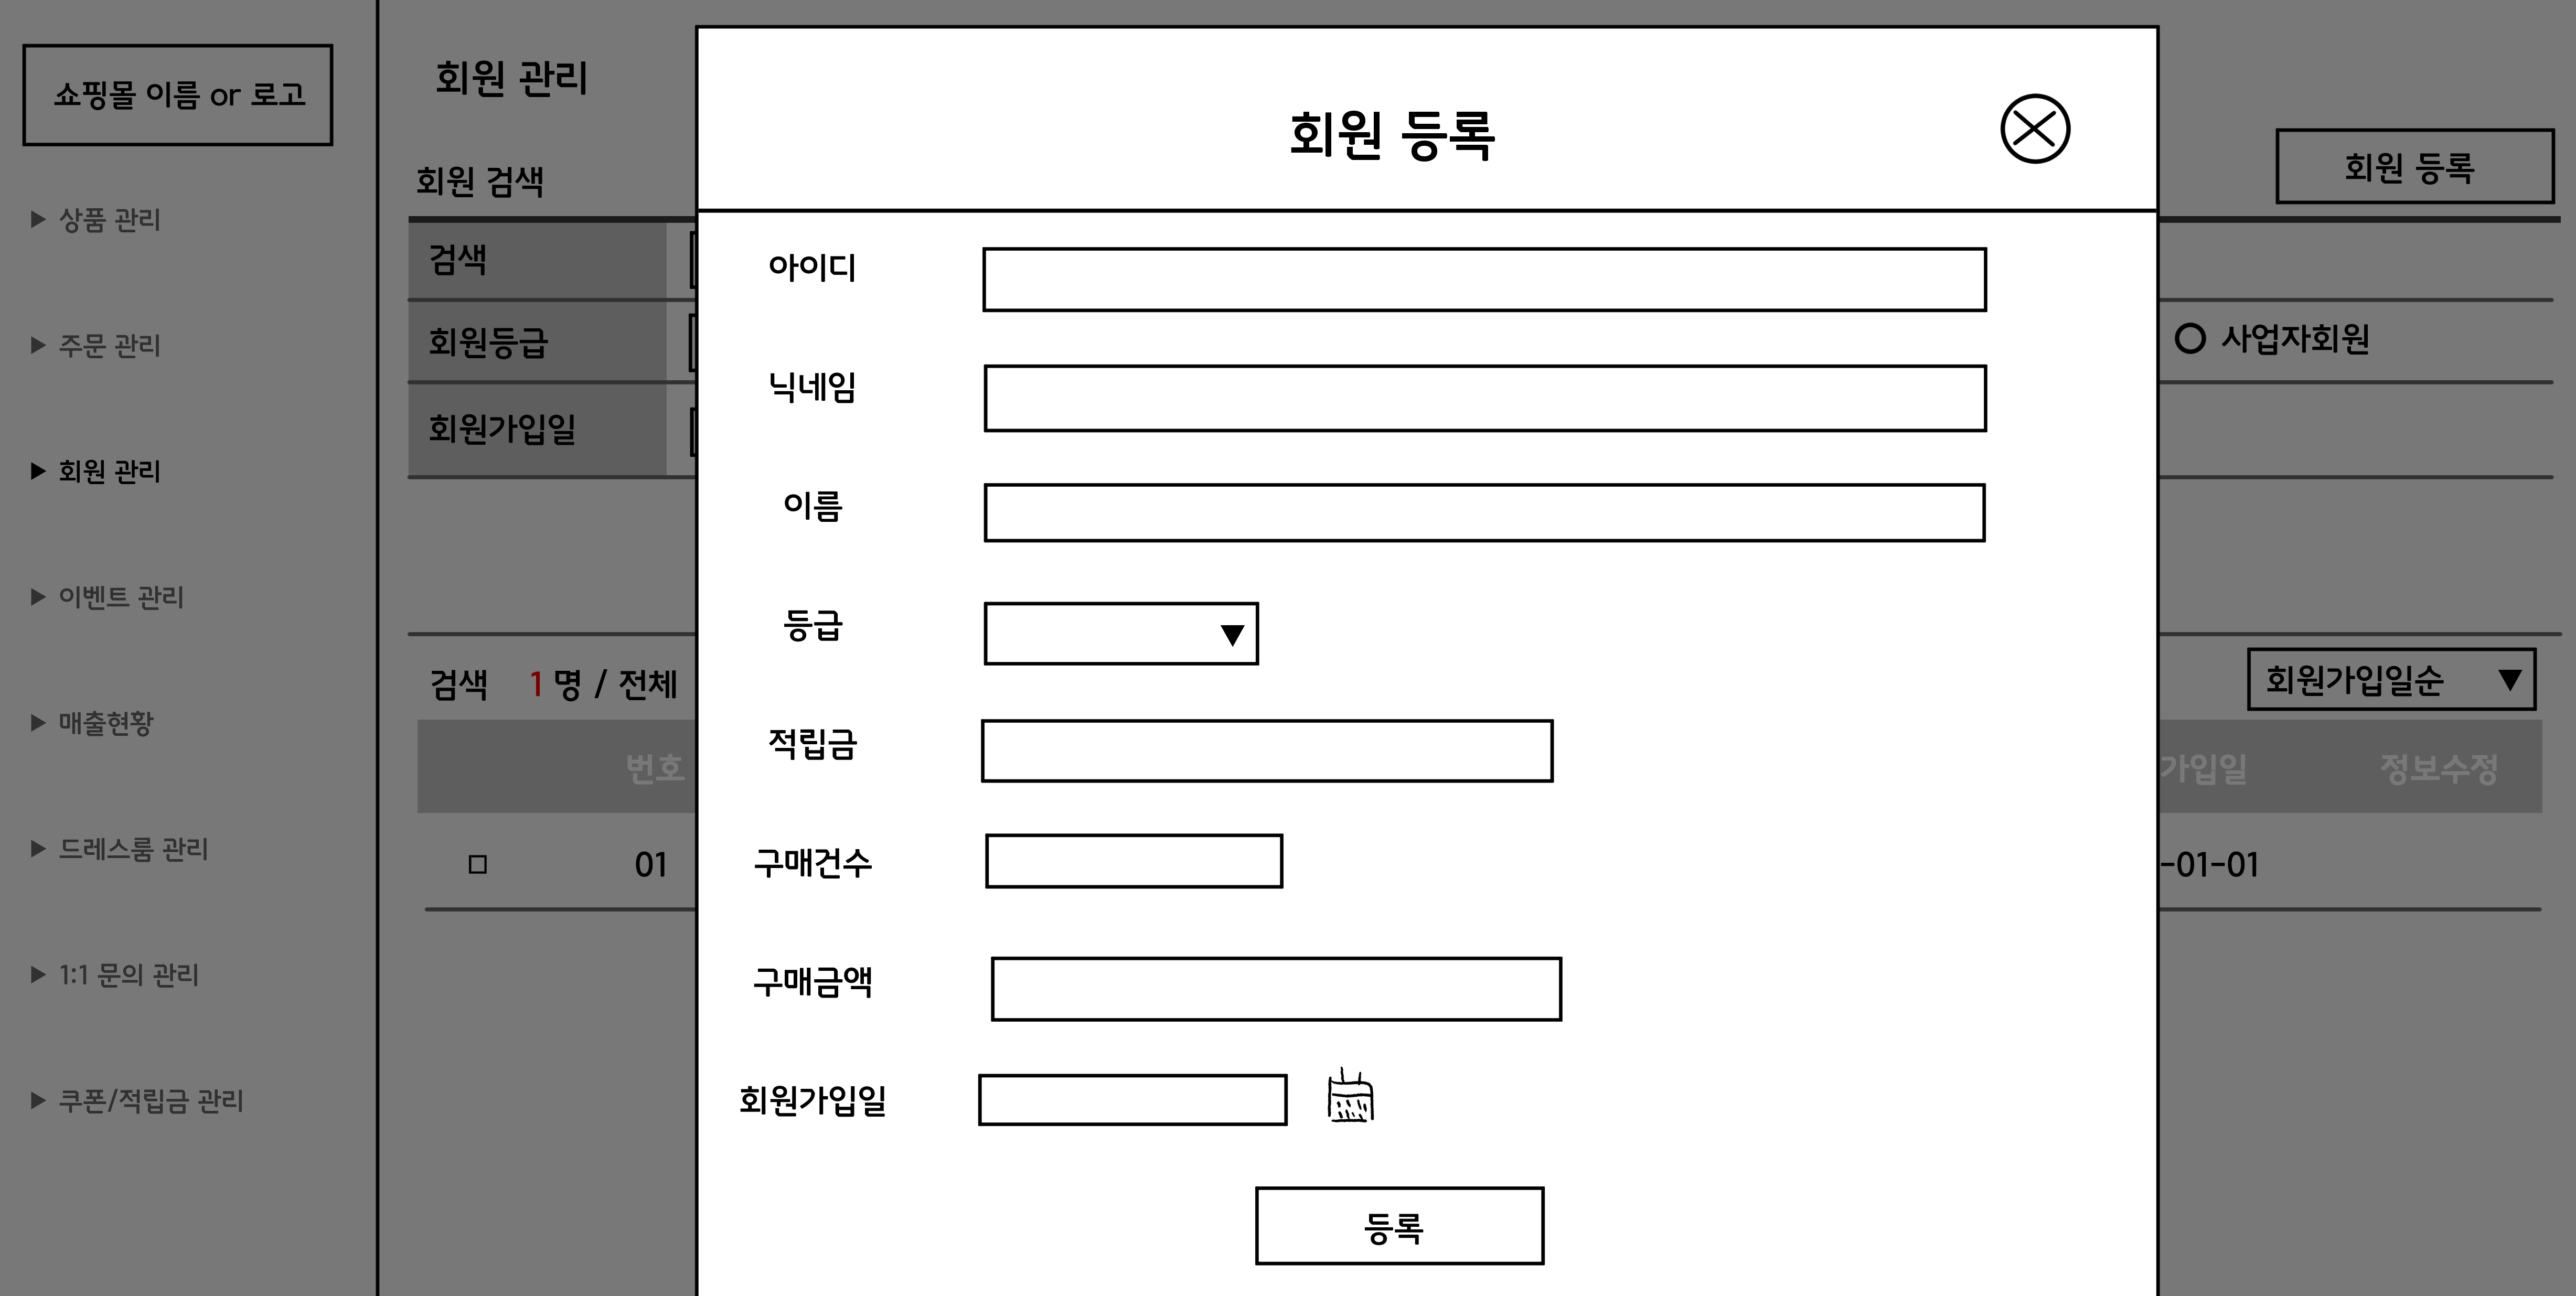 쇼핑몰 이름 or 로고
▶ 상품 관리
▶ 주문 관리
▶ 회원 관리
▶ 이벤트 관리
▶ 매출현황
▶ 드레스룸 관리
▶ 1:1 문의 관리
▶ 쿠폰/적립금 관리
회원 관리
회원 등록
회원 검색
검색
회원등급
사업자회원
회원가입일
검색 1 명 / 전체
회원가입일순 ▼
번호
가입일 정보수정
01
-01-01
회원 등록
아이디
닉네임
이름
등급
▼
적립금
구매건수
구매금액
회원가입일
등록